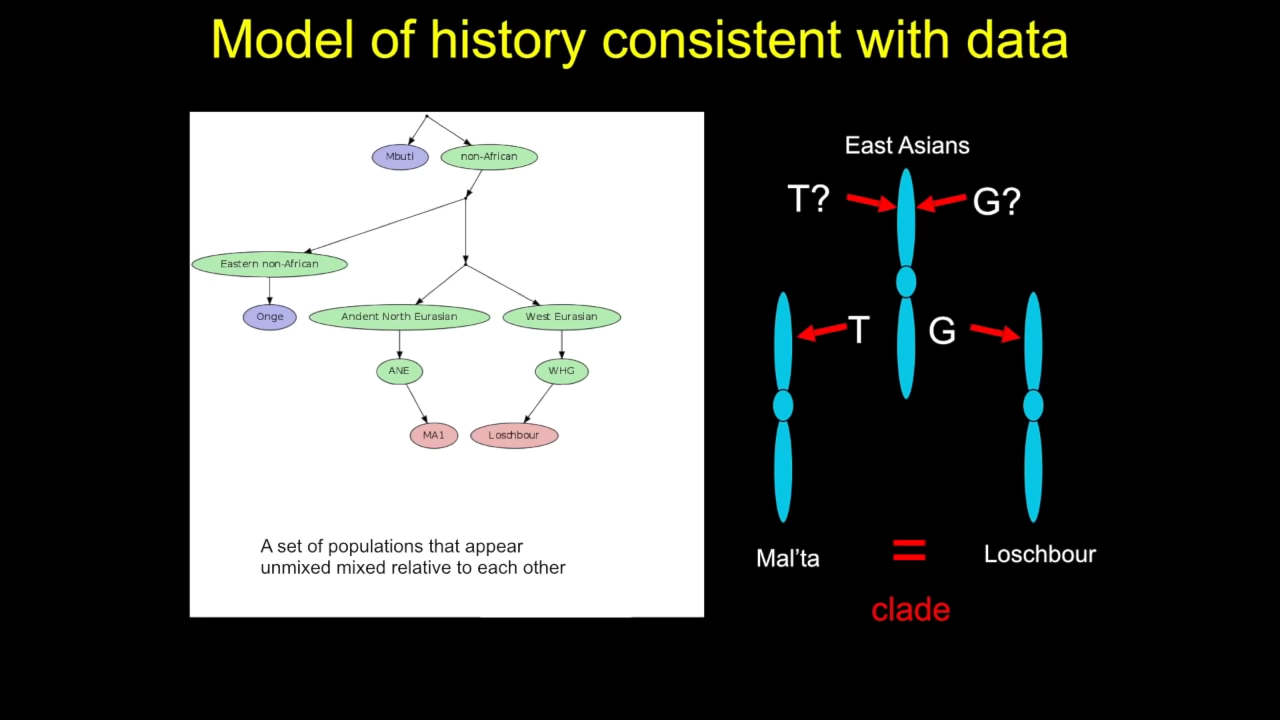 Model of history consistent with data
Mbuti
non-African
Eastern non-African
Onge
Ancient North Eurasian
West Eurasian
ANE
WHG
MA1
Loschbour
A set of populations that appear
unmixed mixed relative to each other
East Asians
T?
G?
T
G
Mal'ta
=
Loschbour
clade